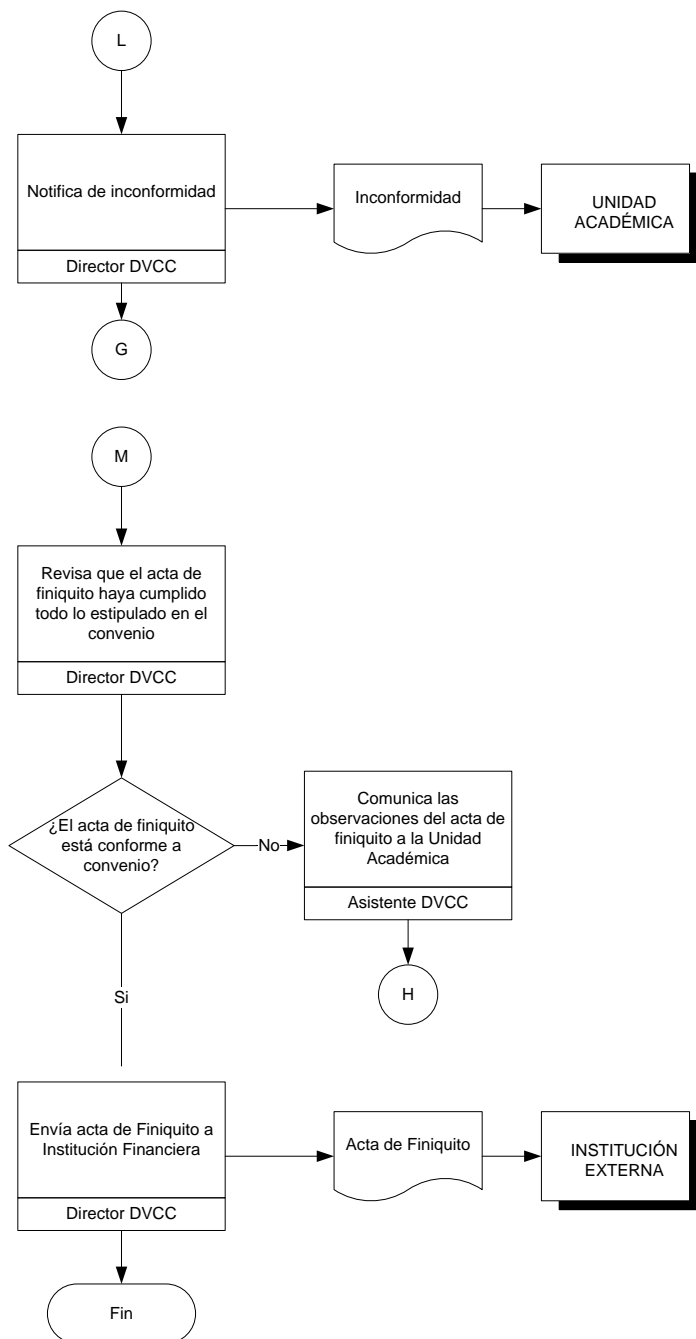 L
Notifica de inconformidad
Director DVCC
Inconformidad
UNIDAD
ACADÉMICA
G
M
Revisa que el acta de
finiquito haya cumplido
todo lo estipulado en el
convenio
Director DVCC
¿El acta de finiquito
está conforme a
convenio?
No
Comunica las
observaciones del acta de
finiquito a la Unidad
Académica
Asistente DVCC
H
Si
Envía acta de Finiquito a
Institución Financiera
Director DVCC
Acta de Finiquito
INSTITUCIÓN
EXTERNA
Fin